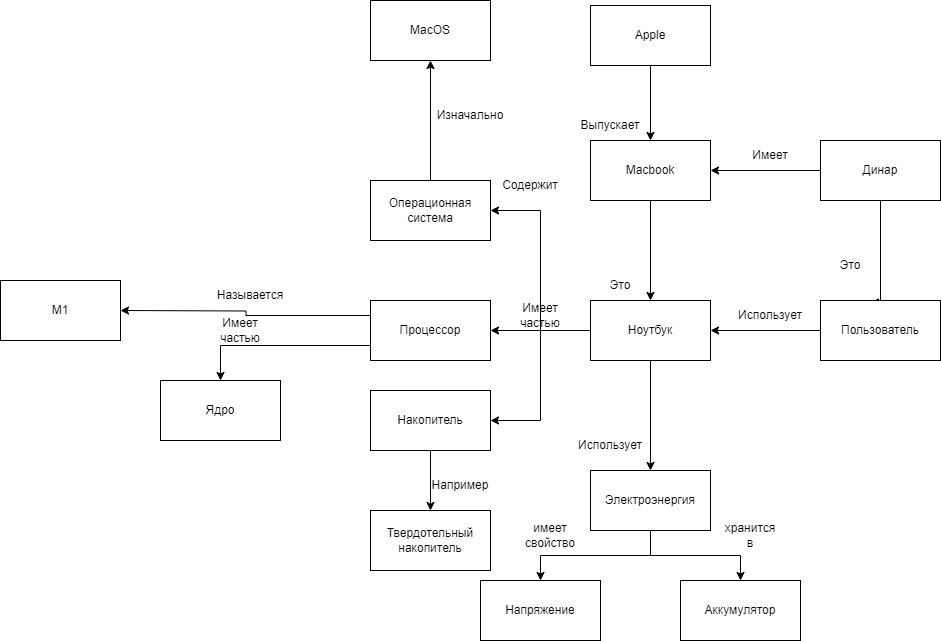 MacOS
Apple
Изначально
Выпускает
Macbook
Имеет
Динар
Содержит
Операционная
система
Это
Это
M1
Называется
Имеет
частью
Процессор
Имеет
частью
Ноутбук
Использует
Пользователь
Ядро
Накопитель
Использует
Например
Электроэнергия
Твердотельный
накопитель
имеет
свойство
хранится
в
Напряжение
Аккумулятор